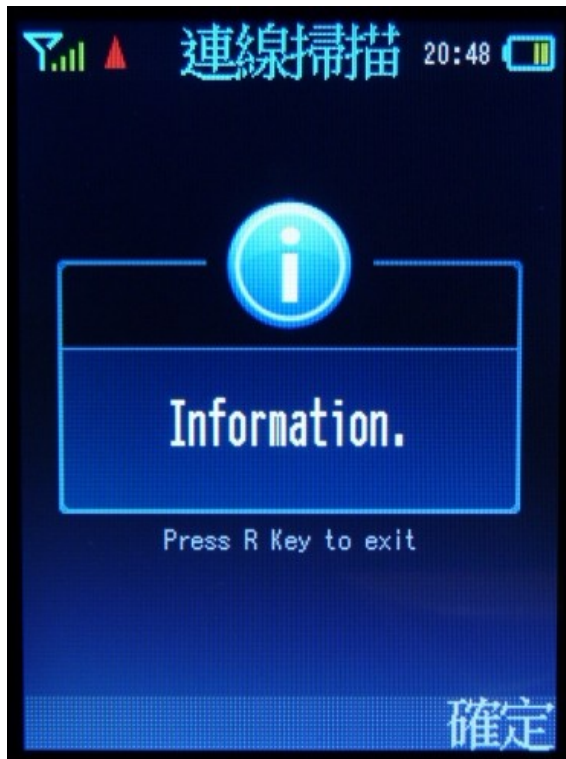 連線掃描 20:48
Information.
Press R Key to exit
確定